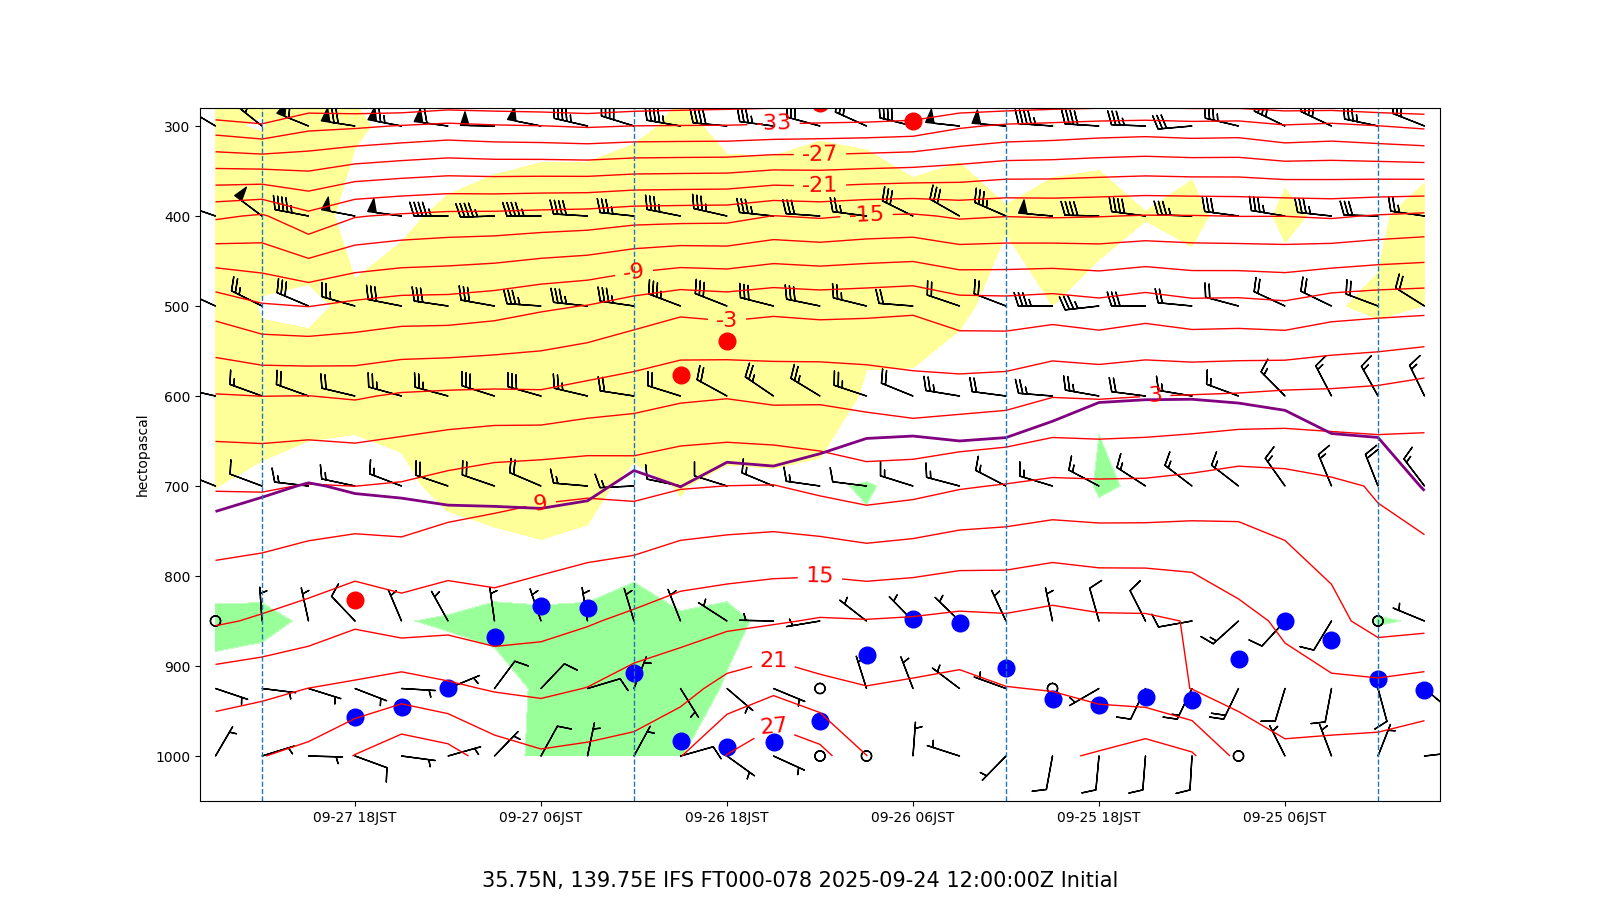 300
400
500
600
700
800
900
1000
hectopascal
33
-27
-21
-15
-9
-3
3
9
15
21
27
09-27 18JST
09-27 06JST
09-26 18JST
09-26 06JST
09-25 18JST
09-25 06JST
35.75N, 139.75E IFS FT000-078 2025-09-24 12:00:00Z Initial